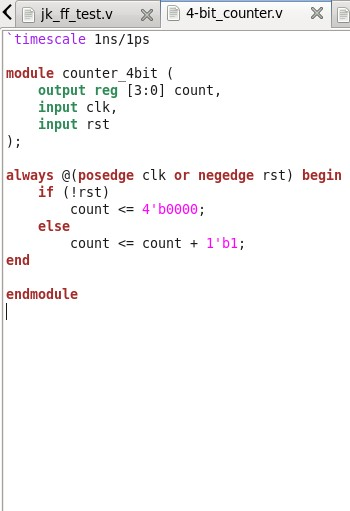 jk_ff_test.v 4-bit_counter.v
`timescale 1ns/1ps
module counter_4bit (
    output reg [3:0] count,
    input clk,
    input rst
);
always @(posedge clk or negedge rst) begin
    if (!rst)
        count <= 4'b0000;
    else
        count <= count + 1'b1;
end
endmodule